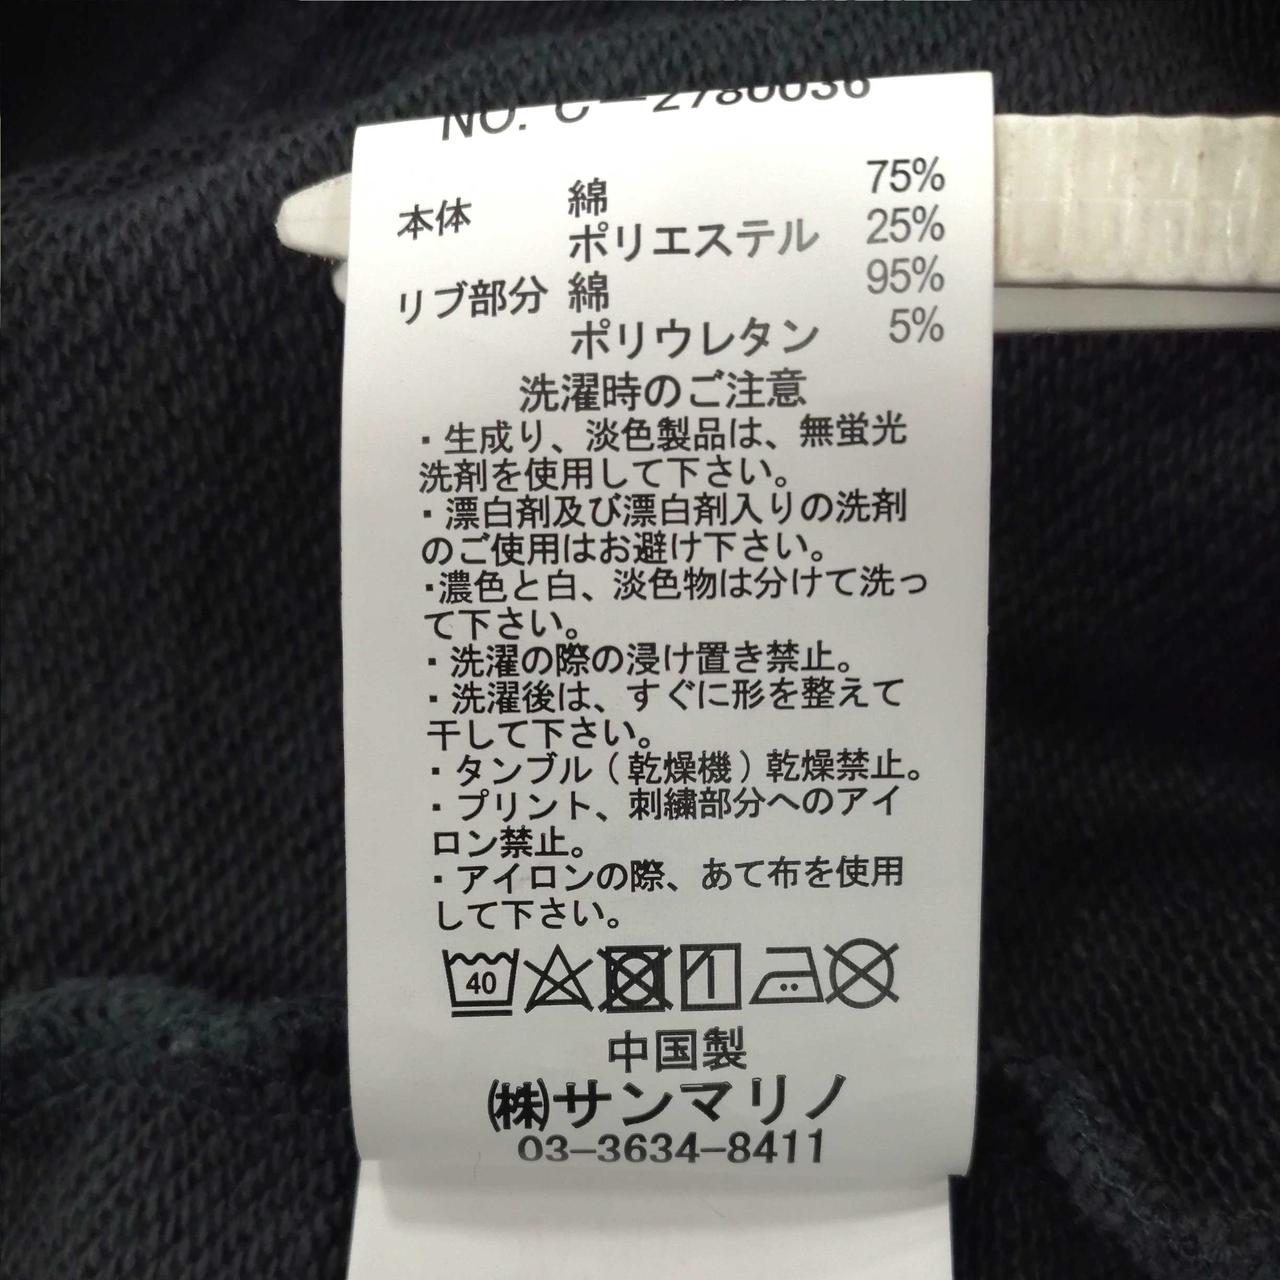 NO. C-2980036
本体 綿 75%
ポリエステル 25%
リブ部分 綿 95%
ポリウレタン 5%
洗濯時のご注意
・生成り、淡色製品は、無蛍光
洗剤を使用して下さい。
・漂白剤及び漂白剤入りの洗剤
のご使用はお避け下さい。
・濃色と白、淡色物は分けて洗っ
て下さい。
・洗濯の際の浸け置き禁止。
・洗濯後は、すぐに形を整えて
干して下さい。
・タンブル(乾燥機)乾燥禁止。
・プリント、刺繍部分へのアイ
ロン禁止。
・アイロンの際、あて布を使用
して下さい。
40
中国製
㈱サンマリノ
03-3634-8411